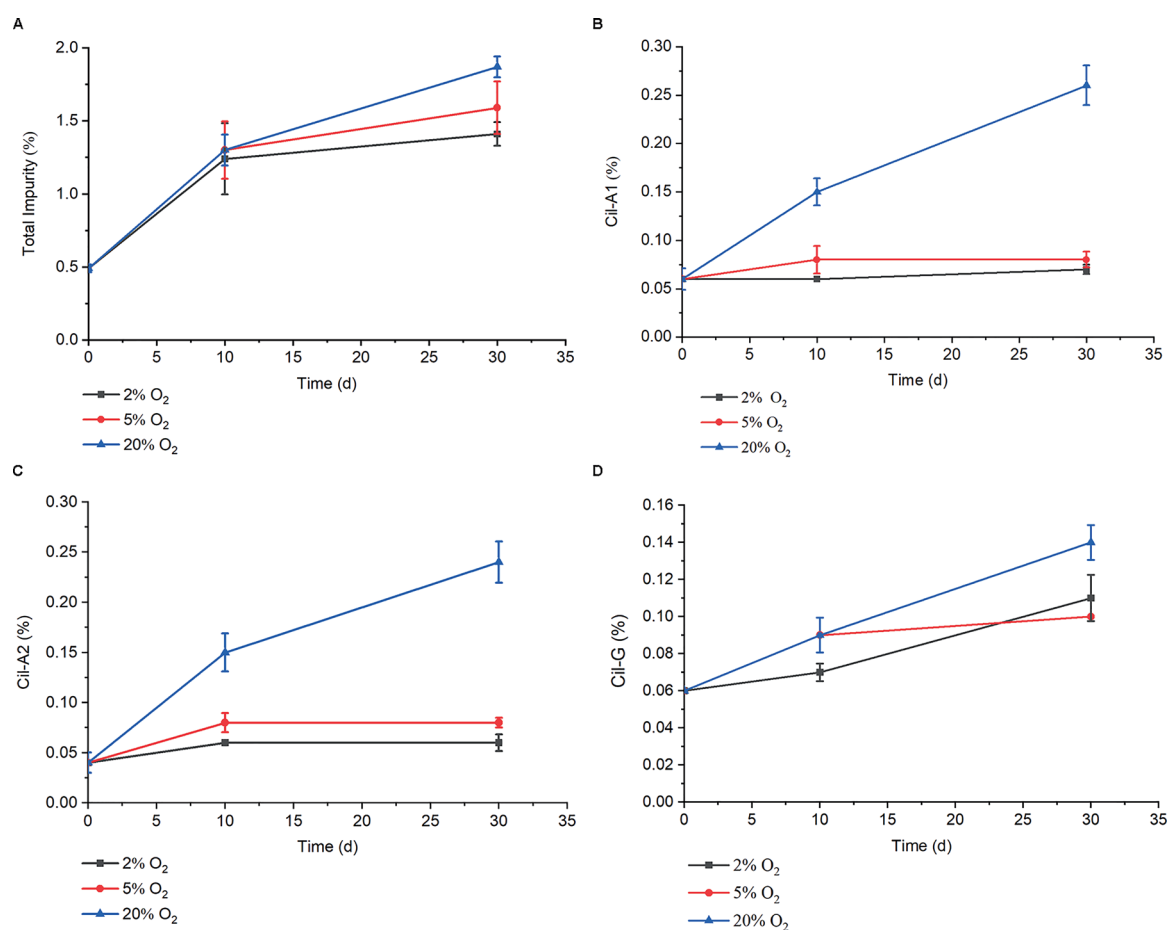 A
Total Impurity (%)
2.0
1.5
1.0
0.5
0.0
0 5 10 15 20 25 30 35
Time (d)
2% O₂
5% O₂
20% O₂
B
Cil-A1 (%)
0.30
0.25
0.20
0.15
0.10
0.05
0.00
0 5 10 15 20 25 30 35
Time (d)
2% O₂
5% O₂
20% O₂
C
Cil-A2 (%)
0.30
0.25
0.20
0.15
0.10
0.05
0.00
0 5 10 15 20 25 30 35
Time (d)
2% O₂
5% O₂
20% O₂
D
Cil-G (%)
0.16
0.14
0.12
0.10
0.08
0.06
0.04
0.02
0.00
0 5 10 15 20 25 30 35
Time (d)
2% O₂
5% O₂
20% O₂